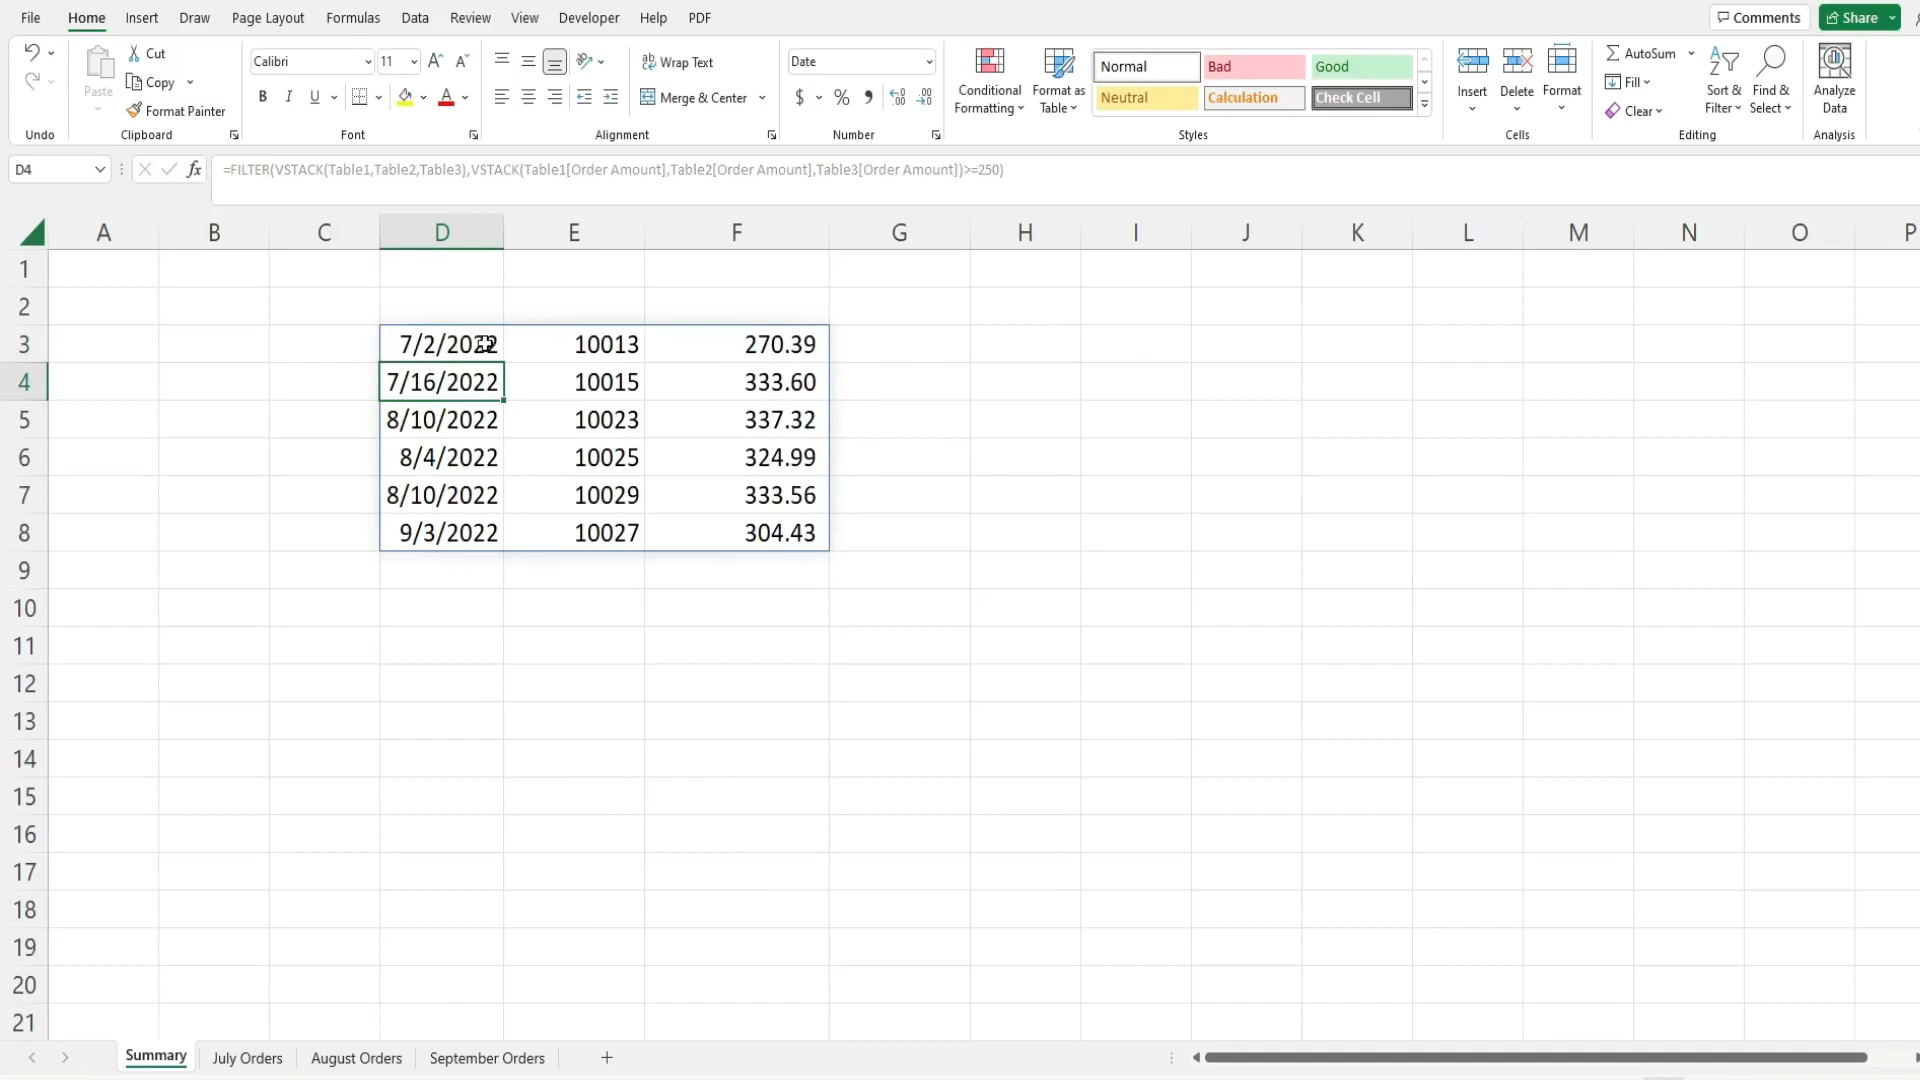 File Home Insert Draw Page Layout Formulas Data Review View Developer Help PDF Comments Share
Cut
Copy
Format Painter
Paste
Calibri 11
B I U A
Wrap Text
Merge & Center
Date
$ %
Conditional Formatting
Format as Table
Normal Bad Good
Neutral Calculation Check Cell
Insert Delete Format
AutoSum
Fill
Clear
Sort & Filter
Find & Select
Analyze Data
Undo Clipboard Font Alignment Number Styles Cells Editing Analysis
D4 fx =FILTER(VSTACK(Table1,Table2,Table3),VSTACK(Table1[Order Amount],Table2[Order Amount],Table3[Order Amount])>=250)
A B C D E F G H I J K L M N O P
1
2
3 7/2/2022 10013 270.39
4 7/16/2022 10015 333.60
5 8/10/2022 10023 337.32
6 8/4/2022 10025 324.99
7 8/10/2022 10029 333.56
8 9/3/2022 10027 304.43
9
10
11
12
13
14
15
16
17
18
19
20
21
Summary July Orders August Orders September Orders